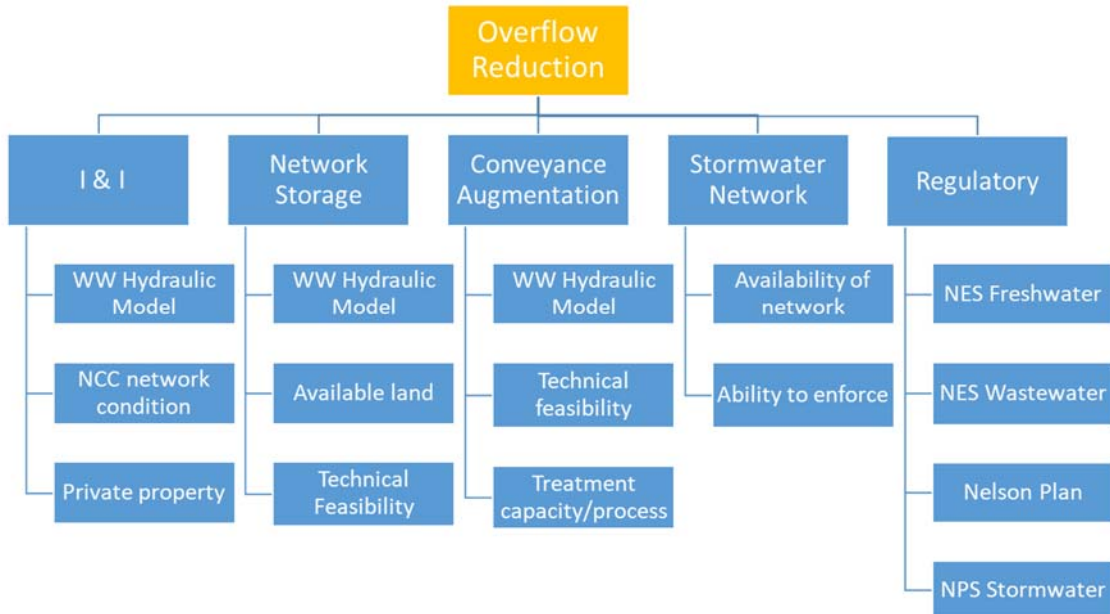 Overflow
Reduction
I & I
Network
Storage
Conveyance
Augmentation
Stormwater
Network
Regulatory
WW Hydraulic
Model
NCC network
condition
Private property
WW Hydraulic
Model
Available land
Technical
Feasibility
WW Hydraulic
Model
Technical
feasibility
Treatment
capacity/process
Availability of
network
Ability to enforce
NES Freshwater
NES Wastewater
Nelson Plan
NPS Stormwater